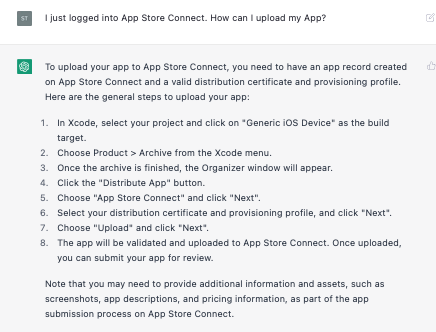 ST
I just logged into App Store Connect. How can I upload my App?
To upload your app to App Store Connect, you need to have an app record created
on App Store Connect and a valid distribution certificate and provisioning profile.
Here are the general steps to upload your app:
1. In Xcode, select your project and click on "Generic iOS Device" as the build
target.
2. Choose Product > Archive from the Xcode menu.
3. Once the archive is finished, the Organizer window will appear.
4. Click the "Distribute App" button.
5. Choose "App Store Connect" and click "Next".
6. Select your distribution certificate and provisioning profile, and click "Next".
7. Choose "Upload" and click "Next".
8. The app will be validated and uploaded to App Store Connect. Once uploaded,
you can submit your app for review.
Note that you may need to provide additional information and assets, such as
screenshots, app descriptions, and pricing information, as part of the app
submission process on App Store Connect.